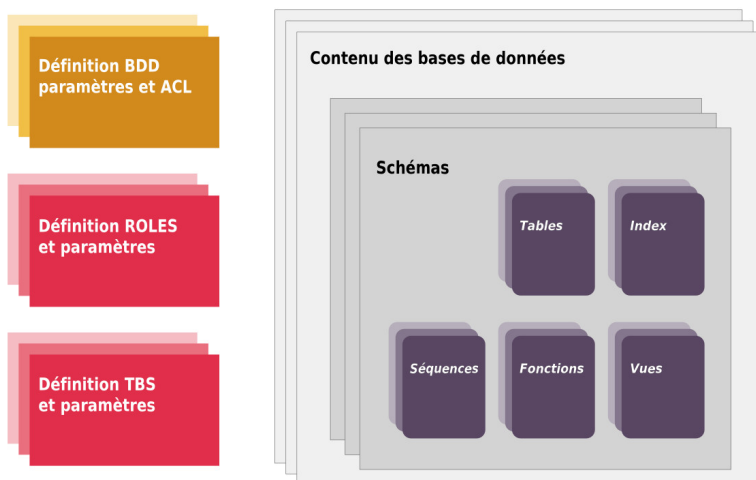 Définition BDD
paramètres et ACL
Définition ROLES
et paramètres
Définition TBS
et paramètres
Contenu des bases de données
Schémas
Tables
Index
Séquences
Fonctions
Vues